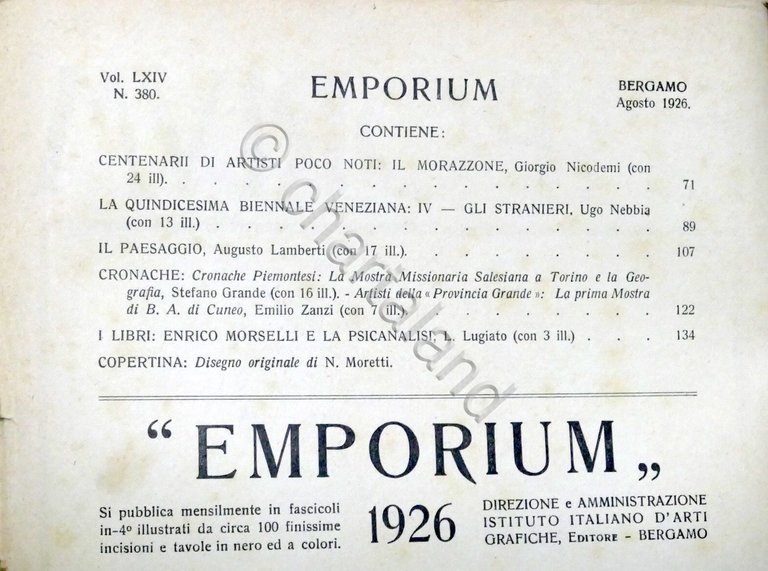 Vol. LXIV
N. 380.
EMPORIUM
BERGAMO
Agosto 1926.
CONTIENE:
CENTENARII DI ARTISTI POCO NOTI: IL MORAZZONE, Giorgio Nicodemi (con
24 ill). . . . . . . . . . . . . . . . . 71
LA QUINDICESIMA BIENNALE VENEZIANA: IV — GLI STRANIERI, Ugo Nebbia
(con 13 ill.) . . . . . . . . . . . . . . . 89
IL PAESAGGIO, Augusto Lamberti (con 17 ill.). . . . . . . . . 107
CRONACHE: Cronache Piemontesi: La Mostra Missionaria Salesiana a Torino e la Geo-
grafia, Stefano Grande (con 16 ill.). - Artisti della «Provincia Grande»: La prima Mostra
di B. A. di Cuneo, Emilio Zanzi (con 7 ill.). . . . . . . . . 122
I LIBRI: ENRICO MORSELLI E LA PSICANALISI, L. Lugiato (con 3 ill.) . . . 134
COPERTINA: Disegno originale di N. Moretti.
“ EMPORIUM „
Si pubblica mensilmente in fascicoli
in-4º illustrati da circa 100 finissime
incisioni e tavole in nero ed a colori.
1926
DIREZIONE e AMMINISTRAZIONE
ISTITUTO ITALIANO D'ARTI
GRAFICHE, EDITORE - BERGAMO
© chartaland